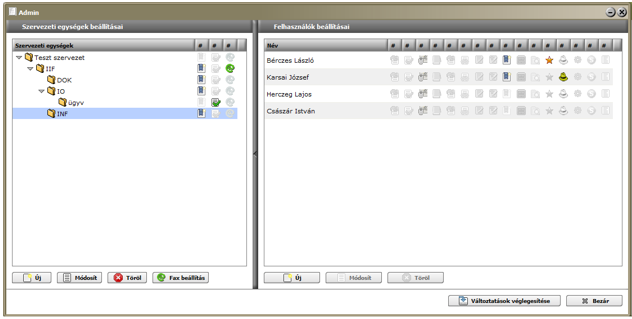 Admin
Szervezeti egységek beállításai
Felhasználók beállításai
Szervezeti egységek # # #
Név # # # # # # # # # # # # # # # #
Teszt szervezet
IIF
DOK
IO
ügyv
INF
Bérczes László
Karsai József
Herczeg Lajos
Császár István
Új Módosít Töröl Fax beállítás
Új Módosít Töröl
Változtatások véglegesítése Bezár